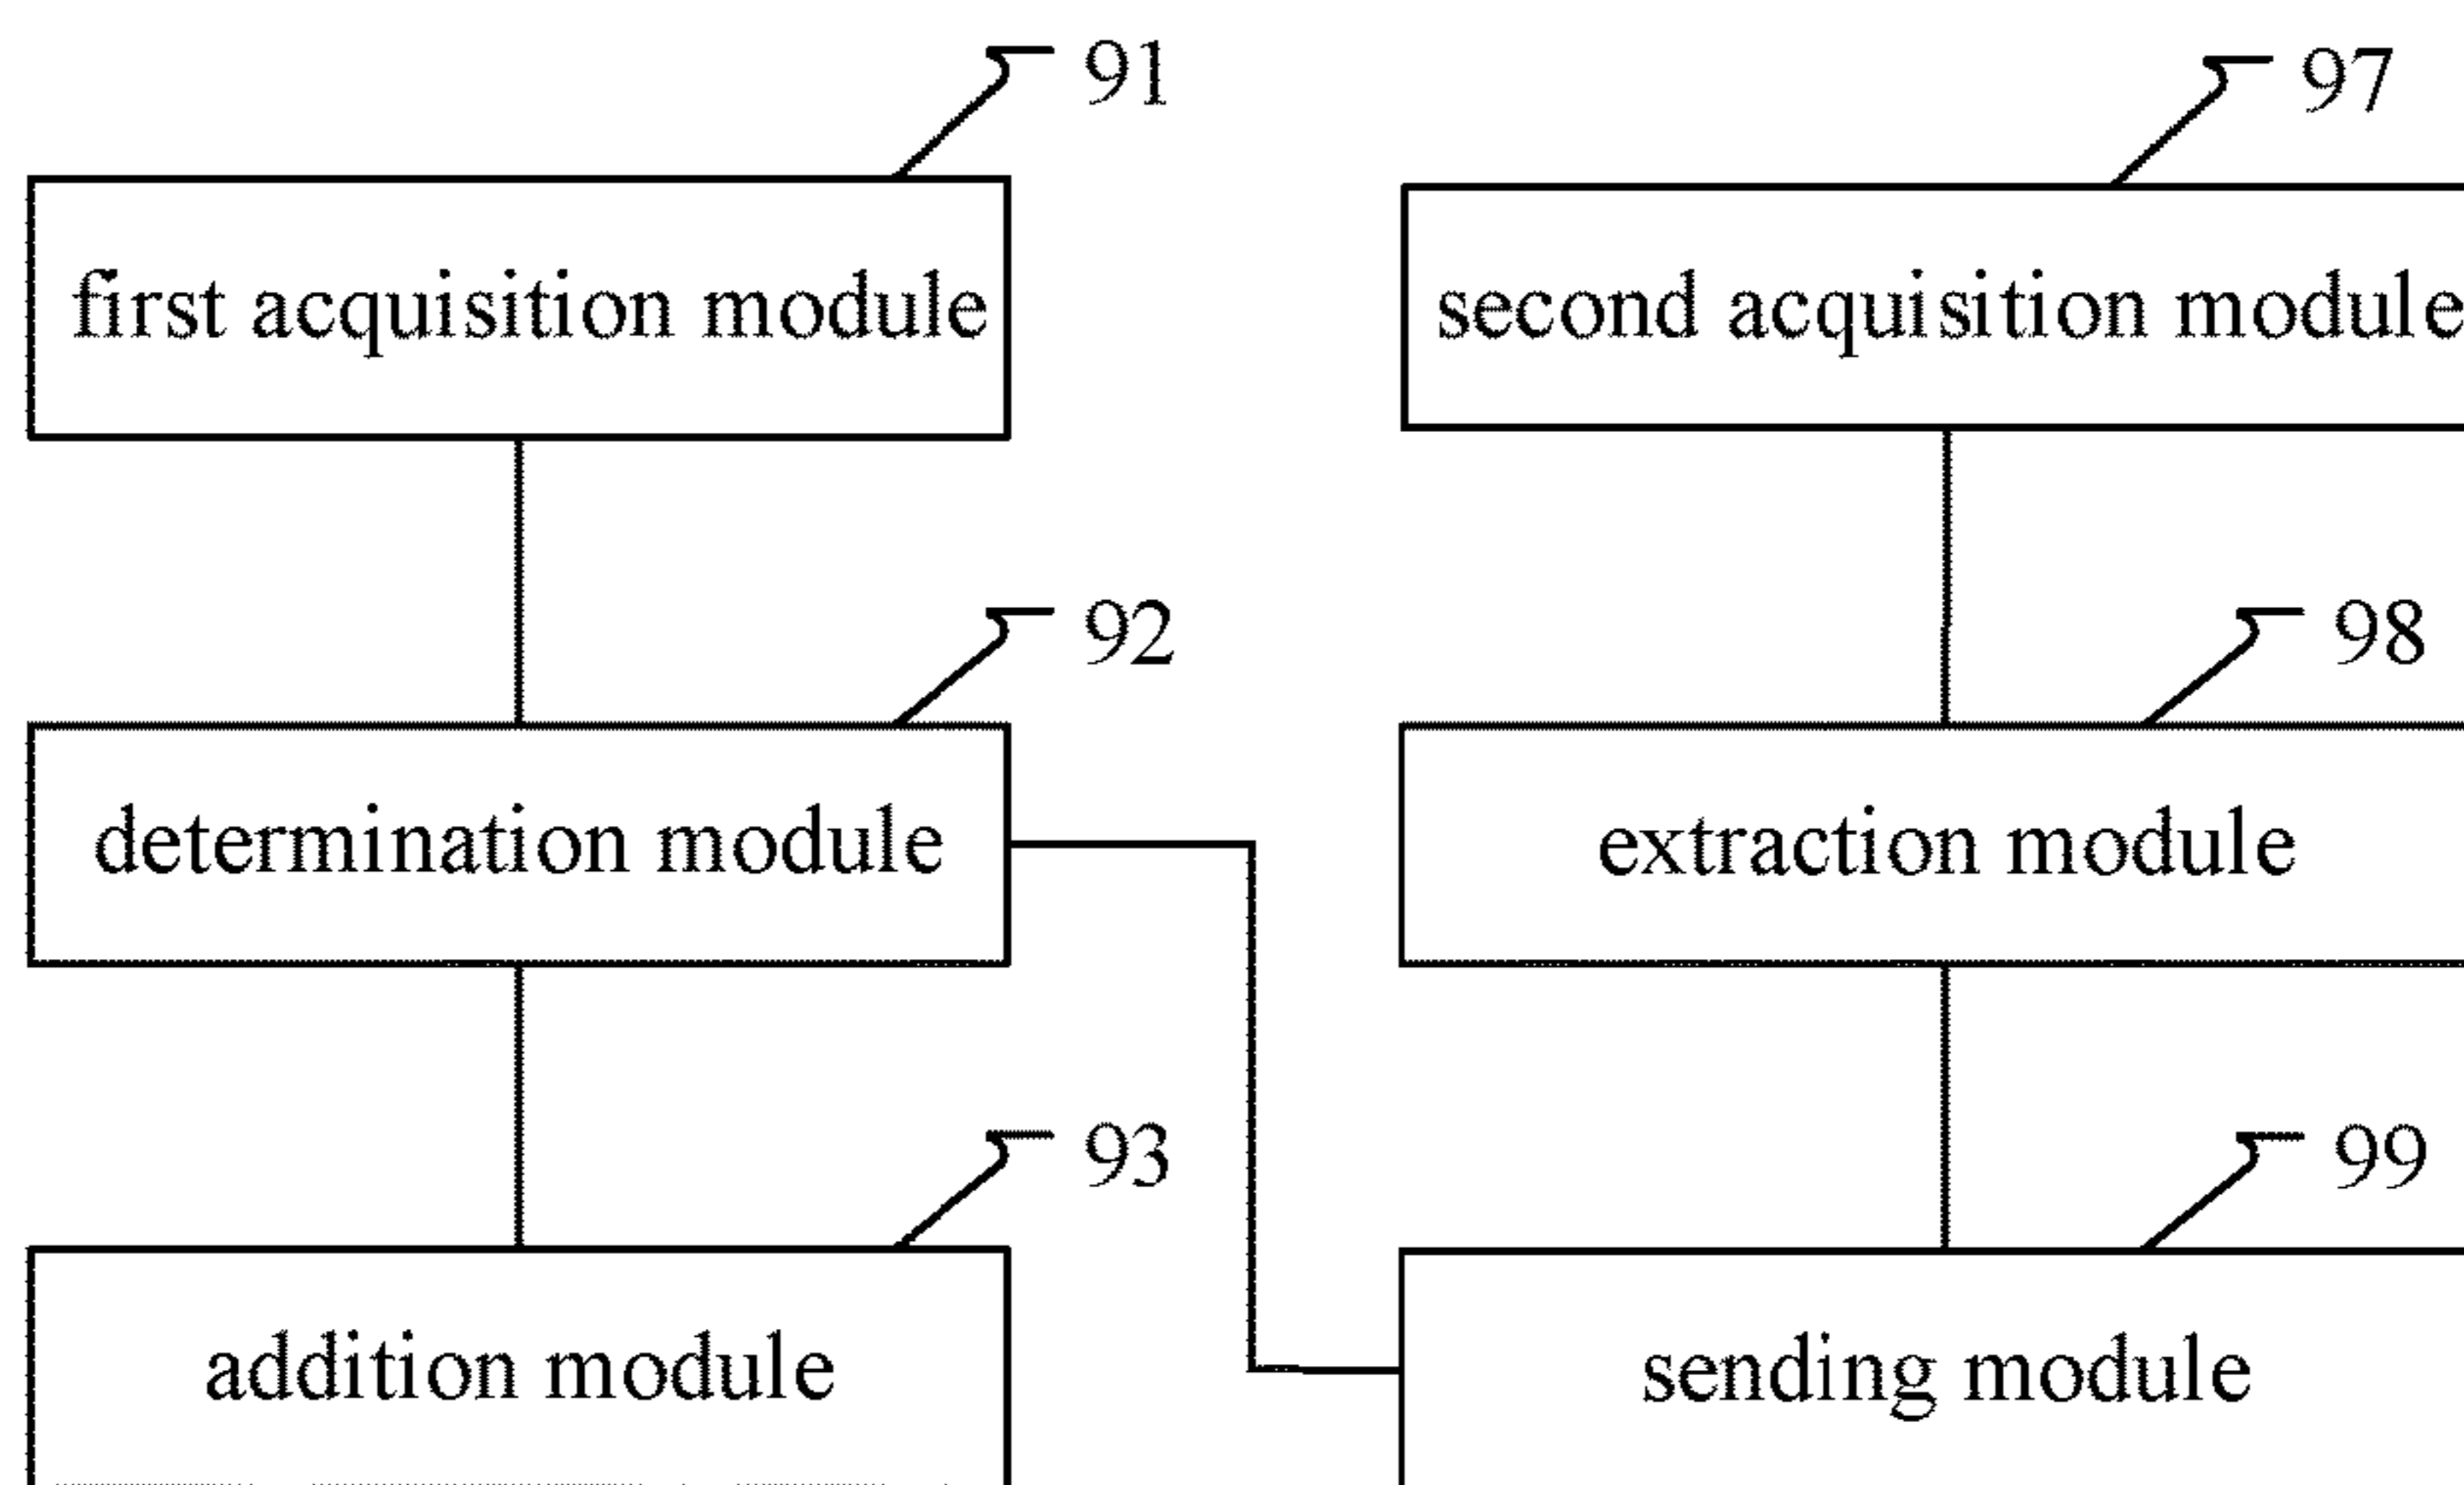 91
first acquisition module
92
determination module
93
addition module
97
second acquisition module
98
extraction module
99
sending module